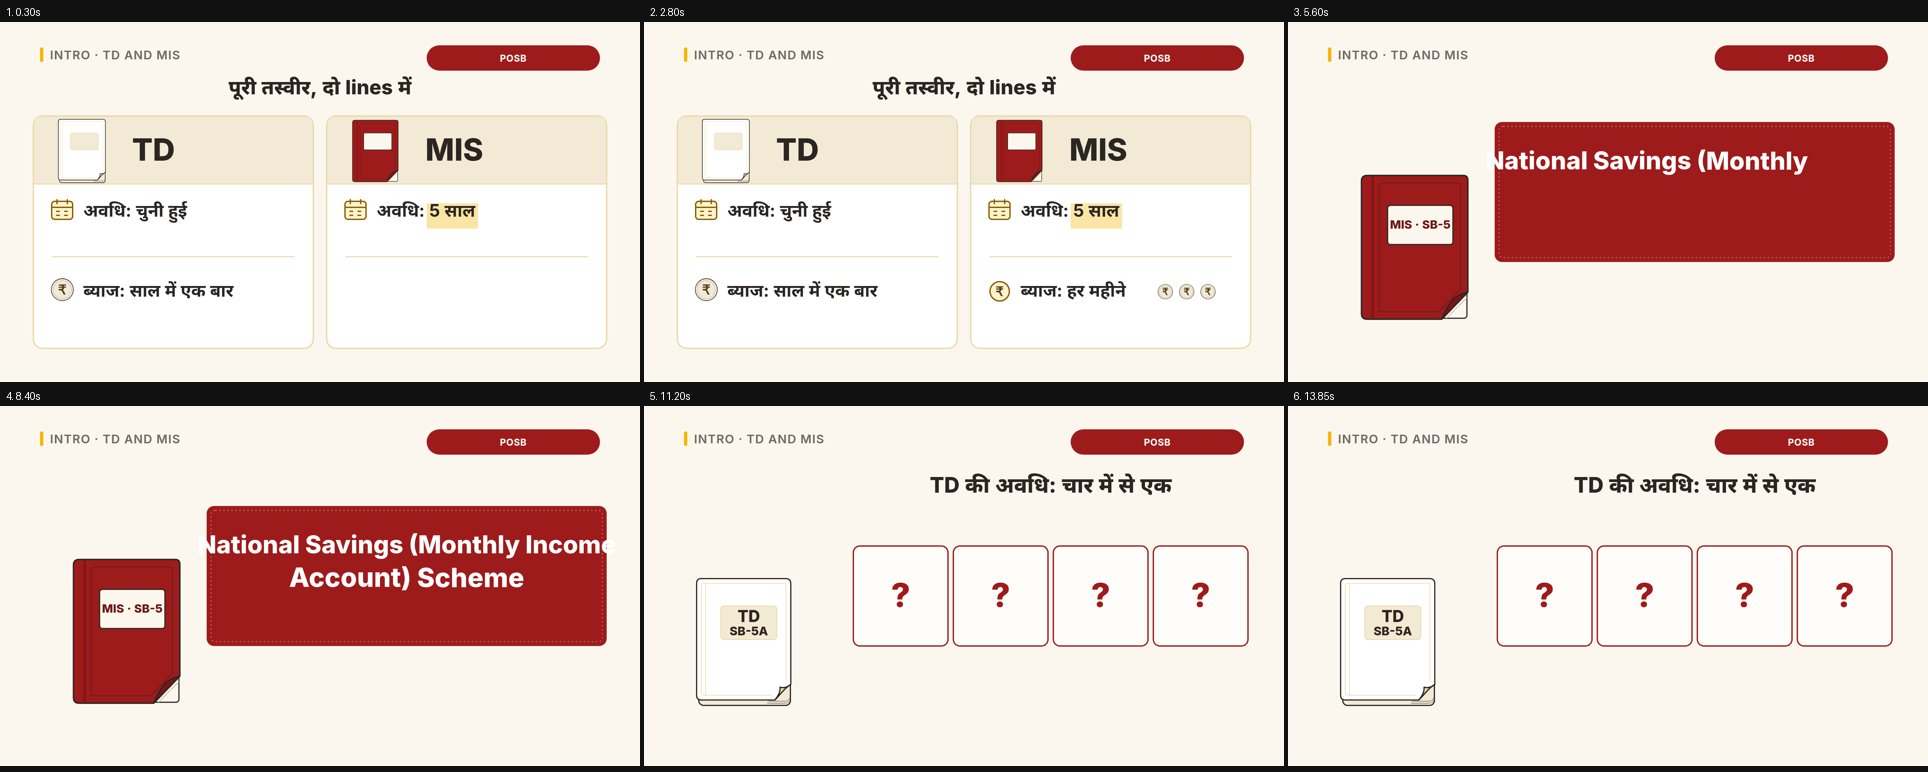 1. 0.30s
INTRO · TD AND MIS
POSB
पूरी तस्वीर, दो lines में
TD
MIS
अवधि: चुनी हुई
अवधि: 5 साल
₹ ब्याज: साल में एक बार
2. 2.80s
INTRO · TD AND MIS
POSB
पूरी तस्वीर, दो lines में
TD
MIS
अवधि: चुनी हुई
अवधि: 5 साल
₹ ब्याज: साल में एक बार
₹ ब्याज: हर महीने ₹ ₹ ₹
3. 5.60s
INTRO · TD AND MIS
POSB
National Savings (Monthly
MIS · SB-5
4. 8.40s
INTRO · TD AND MIS
POSB
National Savings (Monthly Income
Account) Scheme
MIS · SB-5
5. 11.20s
INTRO · TD AND MIS
POSB
TD की अवधि: चार में से एक
? ? ? ?
TD
SB-5A
6. 13.85s
INTRO · TD AND MIS
POSB
TD की अवधि: चार में से एक
? ? ? ?
TD
SB-5A